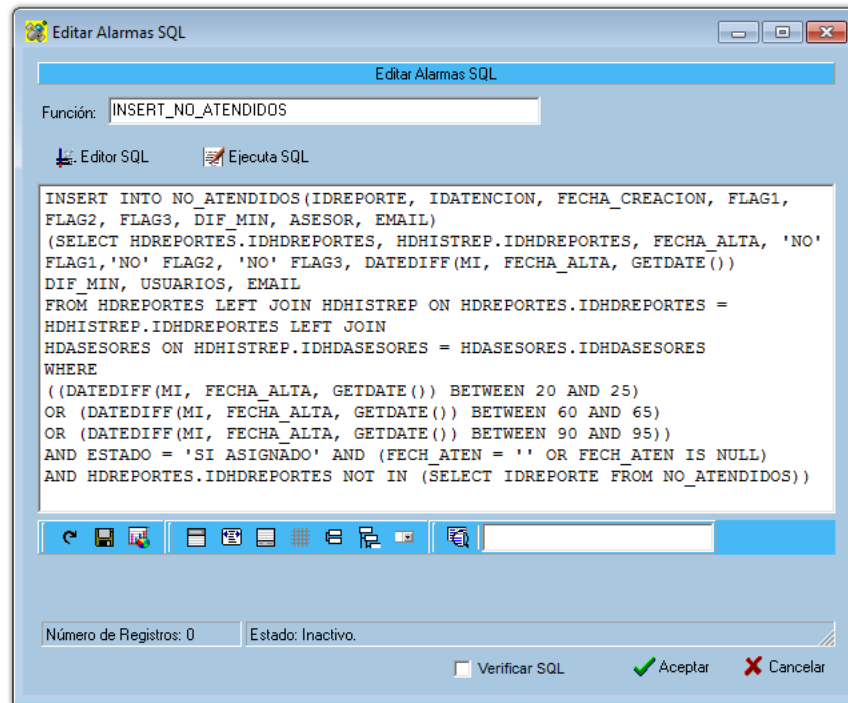 Editar Alarmas SQL
Editar Alarmas SQL
Función: INSERT_NO_ATENDIDOS
Editor SQL Ejecuta SQL
INSERT INTO NO_ATENDIDOS(IDREPORTE, IDATENCION, FECHA_CREACION, FLAG1,
FLAG2, FLAG3, DIF_MIN, ASESOR, EMAIL)
(SELECT HDREPORTES.IDHDREPORTES, HDHISTREP.IDHDREPORTES, FECHA_ALTA, 'NO'
FLAG1,'NO' FLAG2, 'NO' FLAG3, DATEDIFF(MI, FECHA_ALTA, GETDATE())
DIF_MIN, USUARIOS, EMAIL
FROM HDREPORTES LEFT JOIN HDHISTREP ON HDREPORTES.IDHDREPORTES =
HDHISTREP.IDHDREPORTES LEFT JOIN
HDASESORES ON HDHISTREP.IDHDASESORES = HDASESORES.IDHDASESORES
WHERE
((DATEDIFF(MI, FECHA_ALTA, GETDATE()) BETWEEN 20 AND 25)
OR (DATEDIFF(MI, FECHA_ALTA, GETDATE()) BETWEEN 60 AND 65)
OR (DATEDIFF(MI, FECHA_ALTA, GETDATE()) BETWEEN 90 AND 95))
AND ESTADO = 'SI ASIGNADO' AND (FECH_ATEN = '' OR FECH_ATEN IS NULL)
AND HDREPORTES.IDHDREPORTES NOT IN (SELECT IDREPORTE FROM NO_ATENDIDOS))
Número de Registros: 0 Estado: Inactivo.
Verificar SQL Aceptar Cancelar